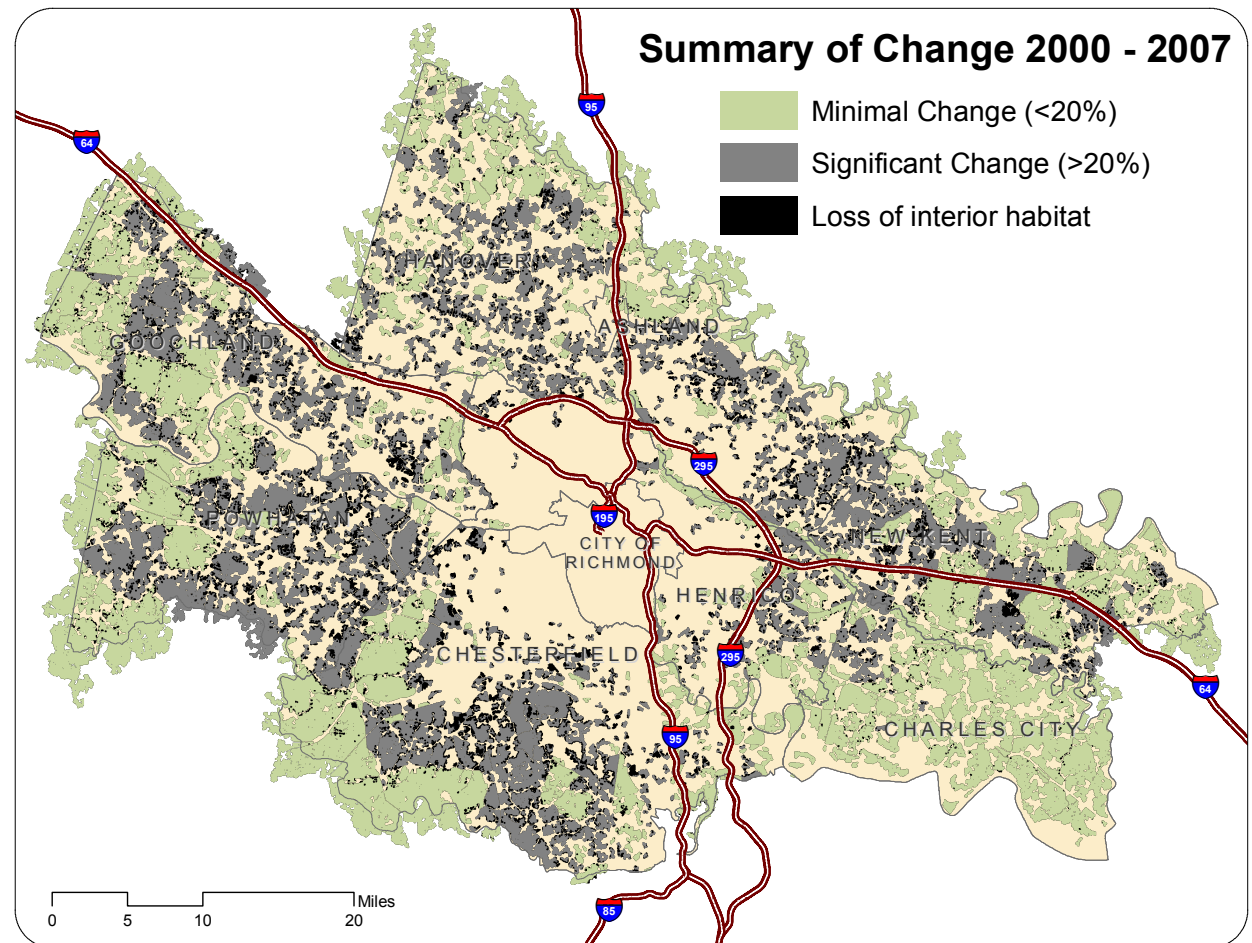 Summary of Change 2000 - 2007
Minimal Change (<20%)
Significant Change (>20%)
Loss of interior habitat
95
64
HANOVER
ASHLAND
GOOCHLAND
295
POWHATAN
195
CITY OF
RICHMOND
NEW KENT
HENRICO
CHESTERFIELD
295
64
95
CHARLES CITY
85
Miles
0 5 10 20